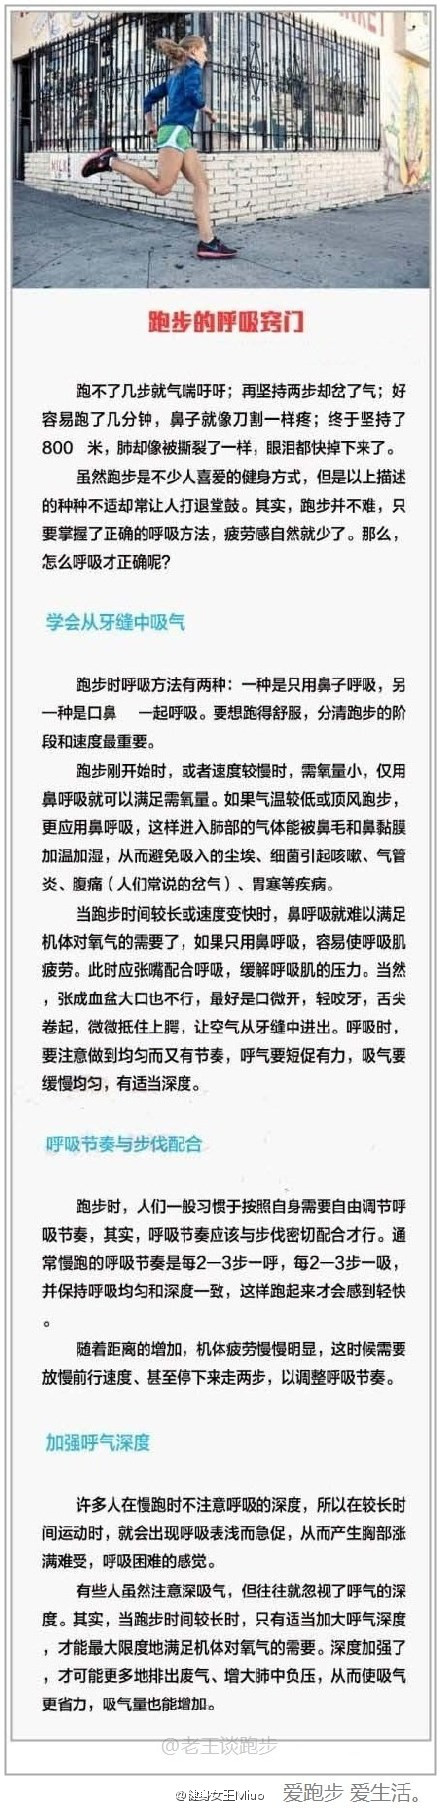 MARKET
跑步的呼吸窍门
跑不了几步就气喘吁吁；再坚持两步却岔了气；好
容易跑了几分钟，鼻子就像刀割一样疼；终于坚持了
800 米，肺却像被撕裂了一样，眼泪都快掉下来了。
虽然跑步是不少人喜爱的健身方式，但是以上描述
的种种不适却常让人打退堂鼓。其实，跑步并不难，只
要掌握了正确的呼吸方法，疲劳感自然就少了。那么，
怎么呼吸才正确呢？
学会从牙缝中吸气
跑步时呼吸方法有两种：一种是只用鼻子呼吸，另
一种是口鼻 一起呼吸。要想跑得舒服，分清跑步的阶
段和速度最重要。
跑步刚开始时，或者速度较慢时，需氧量小，仅用
鼻呼吸就可以满足需氧量。如果气温较低或顶风跑步，
更应用鼻呼吸，这样进入肺部的气体能被鼻毛和鼻黏膜
加温加湿，从而避免吸入的尘埃、细菌引起咳嗽、气管
炎、腹痛（人们常说的岔气）、胃寒等疾病。
当跑步时间较长或速度变快时，鼻呼吸就难以满足
机体对氧气的需要了，如果只用鼻呼吸，容易使呼吸肌
疲劳。此时应张嘴配合呼吸，缓解呼吸肌的压力。当然
，张成血盆大口也不行，最好是口微开，轻咬牙，舌尖
卷起，微微抵住上腭，让空气从牙缝中进出。呼吸时，
要注意做到均匀而又有节奏，呼气要短促有力，吸气要
缓慢均匀，有适当深度。
呼吸节奏与步伐配合
跑步时，人们一般习惯于按照自身需要自由调节呼
吸节奏，其实，呼吸节奏应该与步伐密切配合才行。通
常慢跑的呼吸节奏是每2—3步一呼，每2—3步一吸，
并保持呼吸均匀和深度一致，这样跑起来才会感到轻快
。
随着距离的增加，机体疲劳慢慢明显，这时候需要
放慢前行速度、甚至停下来走两步，以调整呼吸节奏。
加强呼气深度
许多人在慢跑时不注意呼吸的深度，所以在较长时
间运动时，就会出现呼吸表浅而急促，从而产生胸部涨
满难受，呼吸困难的感觉。
有些人虽然注意深吸气，但往往就忽视了呼气的深
度。其实，当跑步时间较长时，只有适当加大呼气深度
，才能最大限度地满足机体对氧气的需要。深度加强了
，才可能更多地排出废气、增大肺中负压，从而使吸气
更省力，吸气量也能增加。
@老王谈跑步
@健身女王Miuo 爱跑步 爱生活。